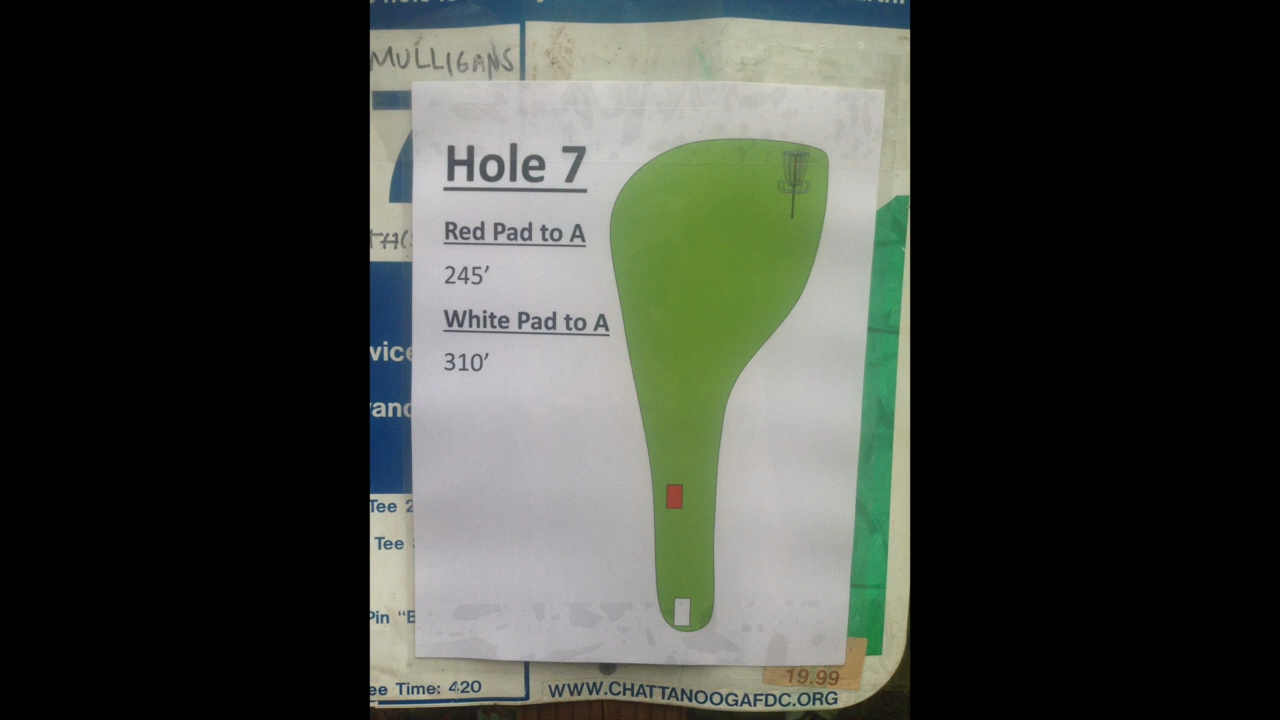 MULLIGANS
Hole 7
Red Pad to A
245’
White Pad to A
310’
Tee
Tee
Pin “B
ee Time: 420
19.99
WWW.CHATTANOOGAFDC.ORG